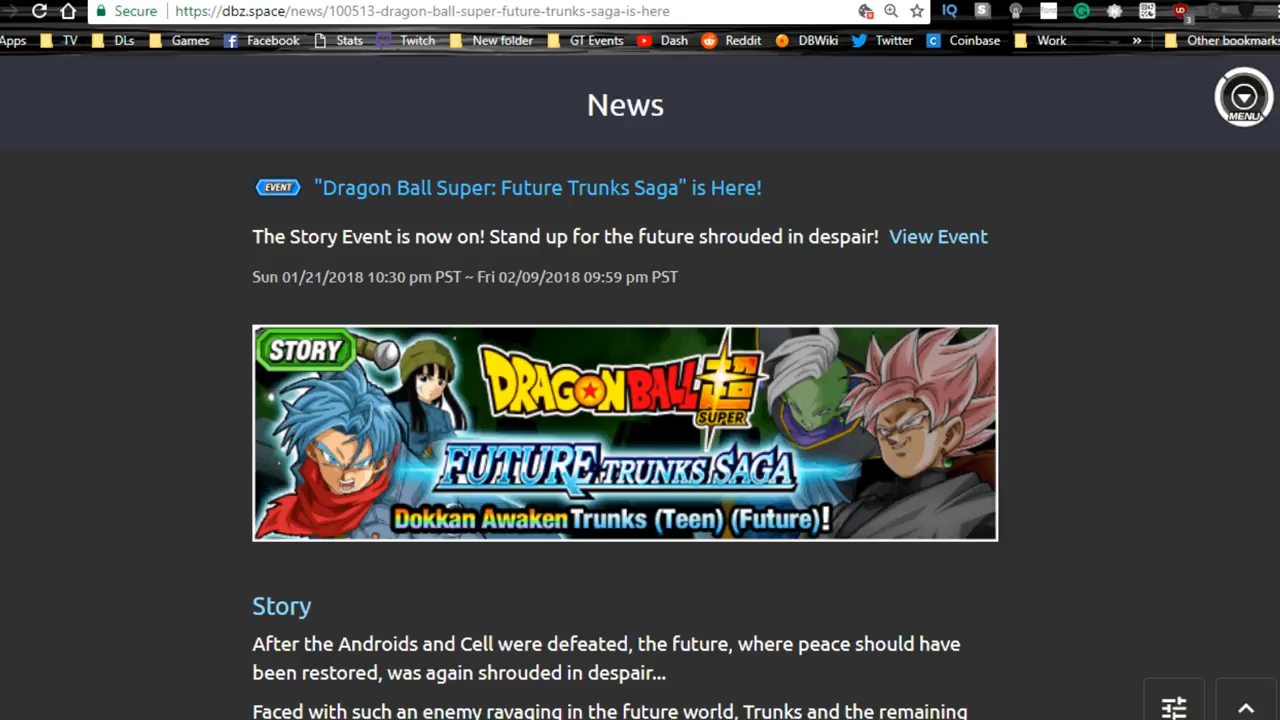 Secure https://dbz.space/news/100513-dragon-ball-super-future-trunks-saga-is-here
Apps TV DLs Games Facebook Stats Twitch New folder GT Events Dash Reddit DBWiki Twitter Coinbase Work » Other bookmarks
News
MENU
EVENT "Dragon Ball Super: Future Trunks Saga" is Here!
The Story Event is now on! Stand up for the future shrouded in despair! View Event
Sun 01/21/2018 10:30 pm PST ~ Fri 02/09/2018 09:59 pm PST
STORY
DRAGON BALL 超
SUPER
FUTURE TRUNKS SAGA
Dokkan Awaken Trunks (Teen) (Future)!
Story
After the Androids and Cell were defeated, the future, where peace should have
been restored, was again shrouded in despair...
Faced with such an enemy ravaging in the future world, Trunks and the remaining